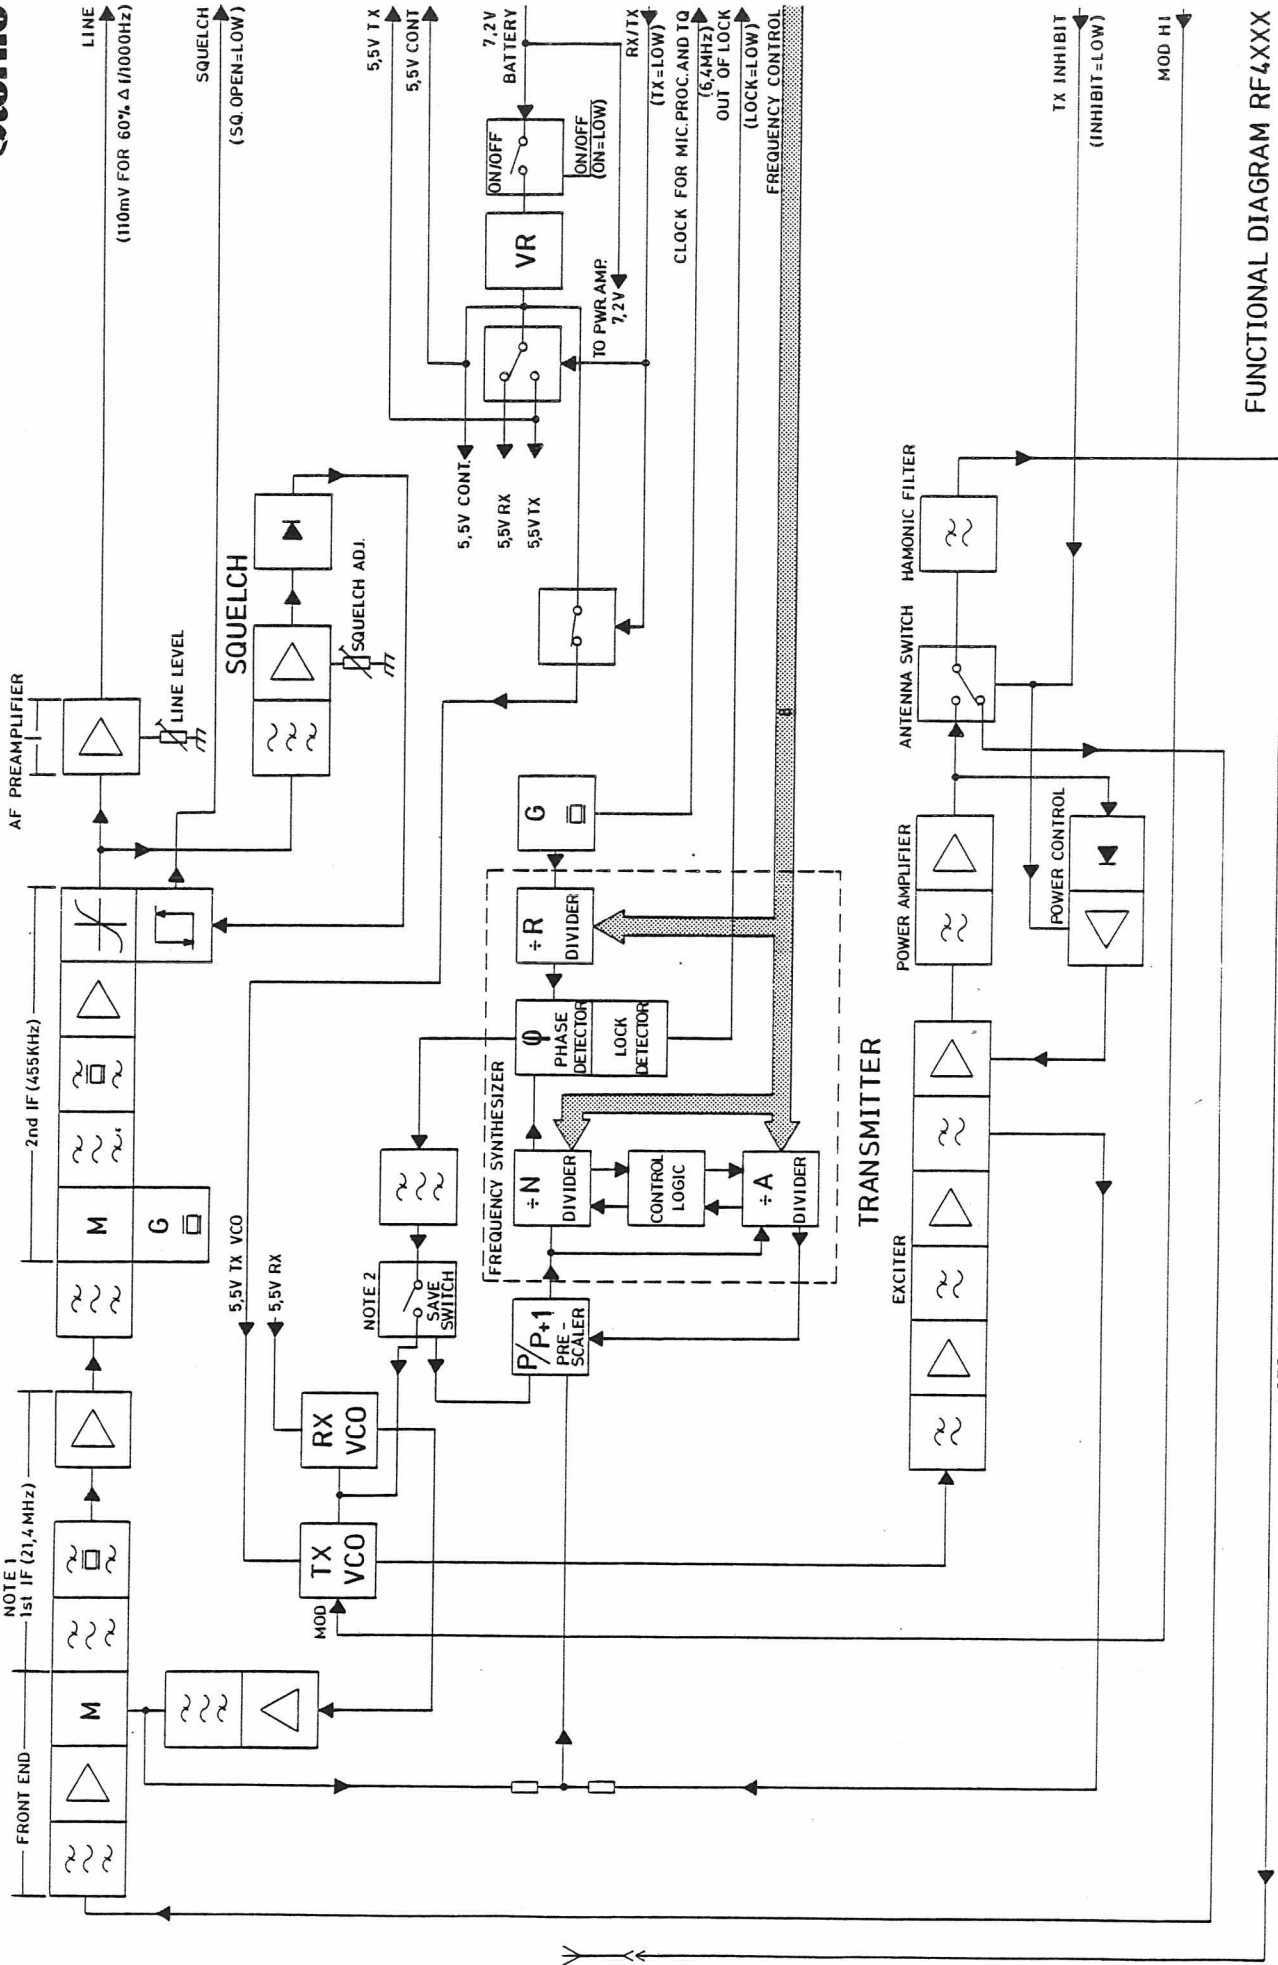 LINE
(110mV FOR 60% Δf/1000Hz)
SQUELCH
(SQ. OPEN=LOW)
5,5V TX
5,5V CONT
7,2V
BATTERY
RX/TX
(TX=LOW)
CLOCK FOR MIC.PROC. AND TQ
(6,4MHz)
OUT OF LOCK
(LOCK=LOW)
FREQUENCY CONTROL
TX INHIBIT
(INHIBIT=LOW)
MOD HI
AF PREAMPLIFIER
LINE LEVEL
SQUELCH
SQUELCH ADJ.
ON/OFF
ON/OFF
(ON=LOW)
VR
TO PWR.AMP.
7,2V
5,5V CONT.
5,5V RX
5,5V TX
NOTE 1
FRONT END
1st IF (21,4MHz)
2nd IF (455KHz)
M
M
G
5,5V TX VCO
5,5V RX
TX
VCO
RX
VCO
MOD
NOTE 2
SAVE
SWITCH
FREQUENCY SYNTHESIZER
P/P+1
PRE-
SCALER
÷N
DIVIDER
CONTROL
LOGIC
÷A
DIVIDER
φ
PHASE
DETECTOR
LOCK
DETECTOR
÷R
DIVIDER
G
8
TRANSMITTER
EXCITER
POWER AMPLIFIER
POWER CONTROL
ANTENNA SWITCH
HAMONIC FILTER
FUNCTIONAL DIAGRAM RF4XXX